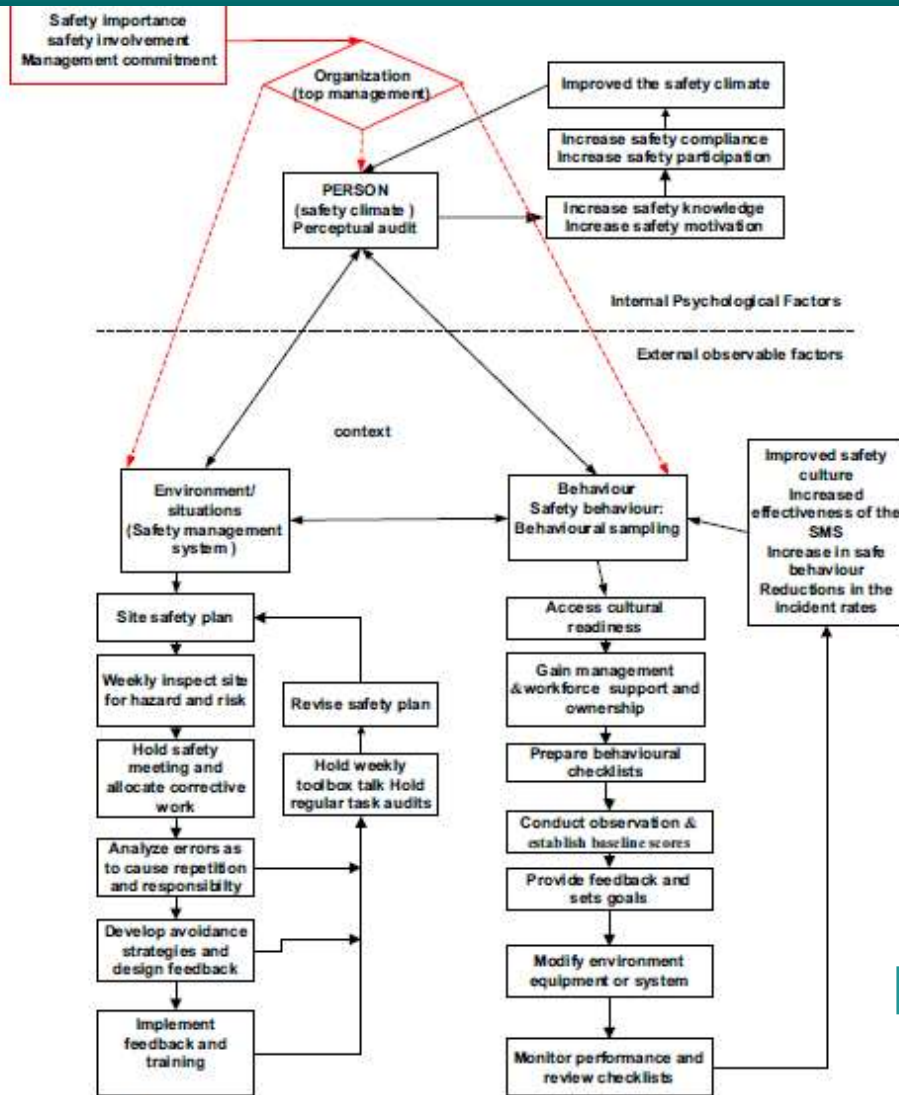 Safety importance
safety involvement
Management commitment
Organization
(top management)
Improved the safety climate
Increase safety compliance
Increase safety participation
PERSON
(safety climate )
Perceptual audit
Increase safety knowledge
Increase safety motivation
Internal Psychological Factors
External observable factors
context
Environment/
situations
(Safety management
system )
Behaviour
Safety behaviour:
Behavioural sampling
Improved safety
culture
Increased
effectiveness of the
SMS
Increase in safe
behaviour
Reductions in the
incident rates
Site safety plan
Weekly inspect site
for hazard and risk
Hold safety
meeting and
allocate corrective
work
Analyze errors as
to cause repetition
and responsibilty
Develop avoidance
strategies and
design feedback
Implement
feedback and
training
Revise safety plan
Hold weekly
toolbox talk Hold
regular task audits
Access cultural
readiness
Gain management
&workforce support and
ownership
Prepare behavioural
checklists
Conduct observation &
establish baseline scores
Provide feedback and
sets goals
Modify environment
equipment or system
Monitor performance and
review checklists